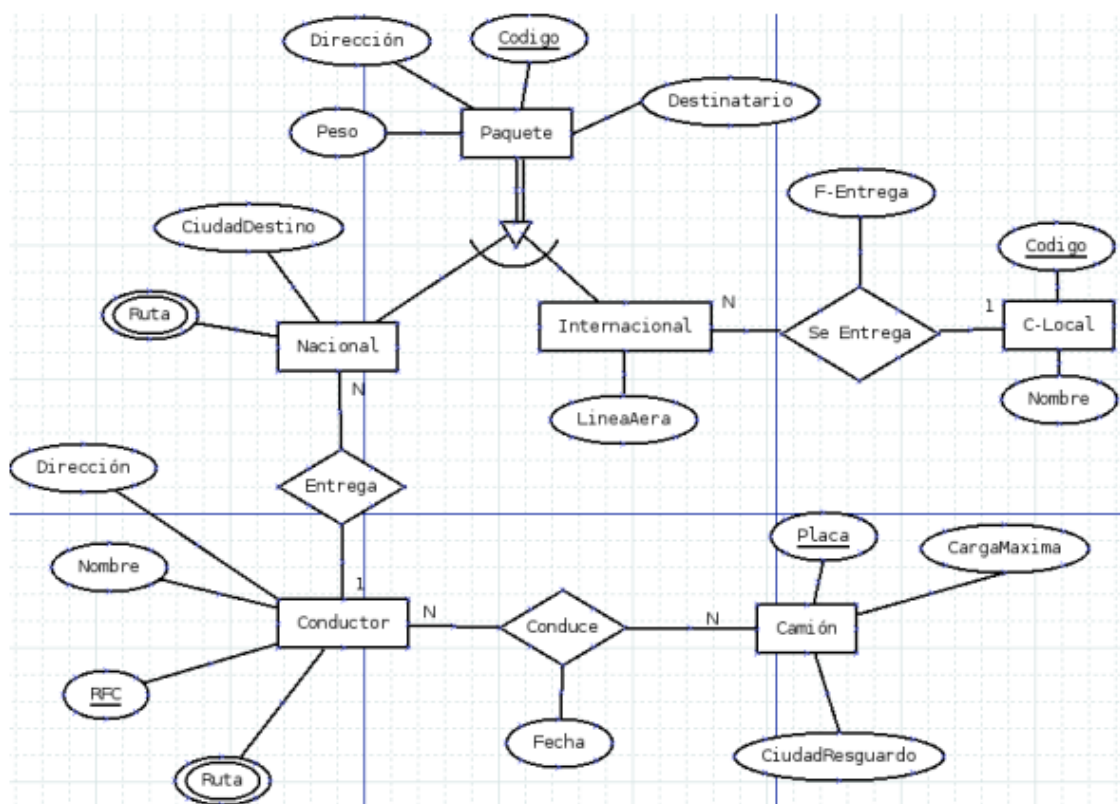 Dirección
Codigo
Destinatario
Peso
Paquete
F-Entrega
CiudadDestino
Codigo
Ruta
Internacional
N
Se Entrega
1
C-Local
Nacional
N
LineaAera
Nombre
Dirección
Entrega
Placa
CargaMaxima
Nombre
1
Conductor
N
Conduce
N
Camión
RFC
Fecha
CiudadResguardo
Ruta